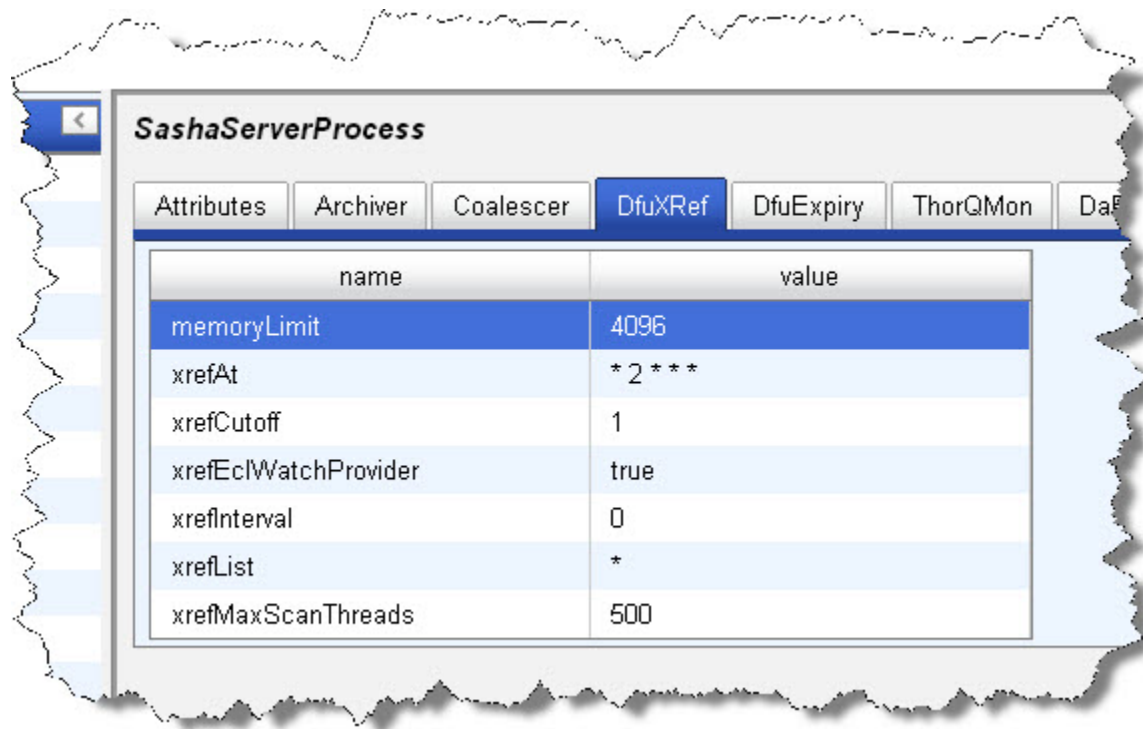 <
SashaServerProcess
Attributes Archiver Coalescer DfuXRef DfuExpiry ThorQMon
name value
memoryLimit 4096
xrefAt * 2 * * *
xrefCutoff 1
xrefEclWatchProvider true
xrefInterval 0
xrefList *
xrefMaxScanThreads 500